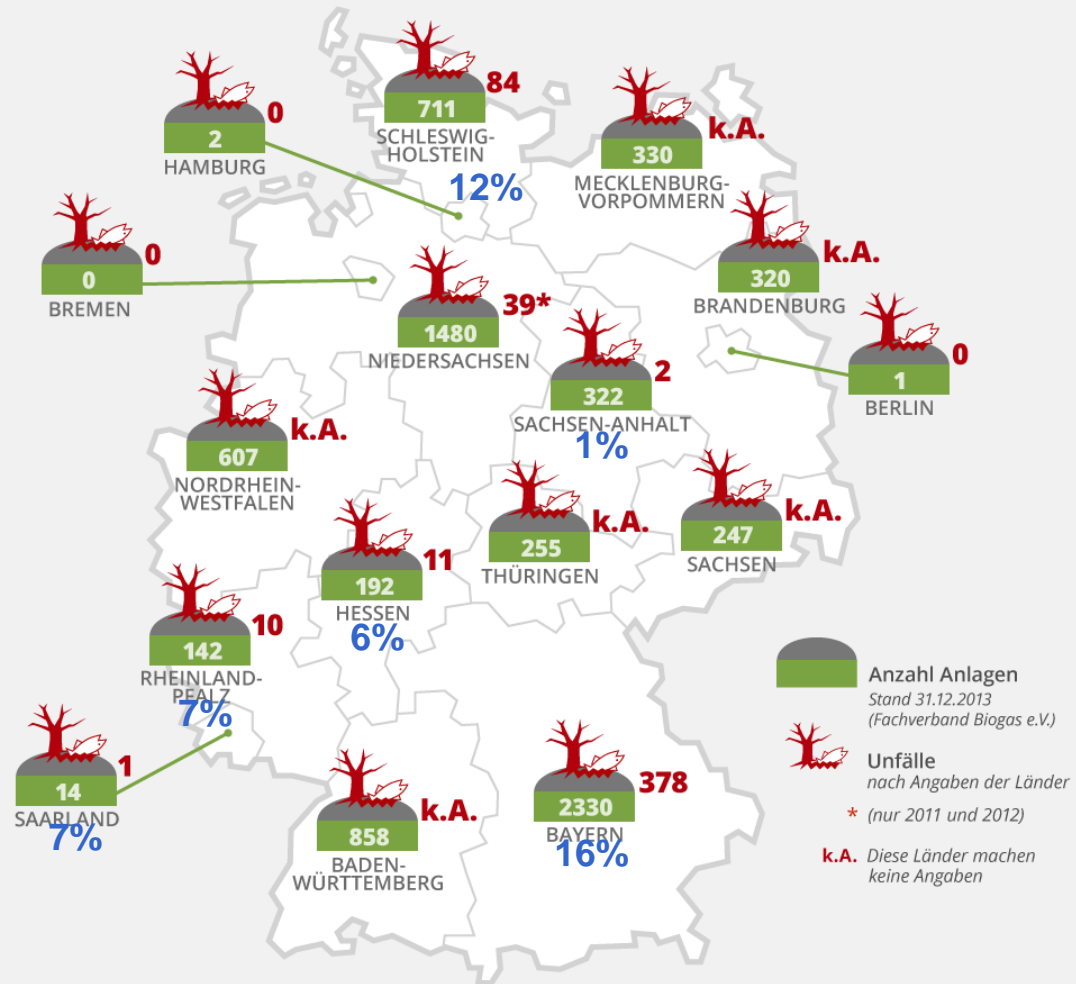 84
711
SCHLESWIG-
HOLSTEIN
12%
0
2
HAMBURG
k.A.
330
MECKLENBURG-
VORPOMMERN
0
0
BREMEN
k.A.
320
BRANDENBURG
39*
1480
NIEDERSACHSEN
0
1
BERLIN
2
322
SACHSEN-ANHALT
1%
k.A.
607
NORDRHEIN-
WESTFALEN
k.A.
255
THÜRINGEN
k.A.
247
SACHSEN
11
192
HESSEN
6%
10
142
RHEINLAND-
PFALZ
7%
1
14
SAARLAND
7%
k.A.
858
BADEN-
WÜRTTEMBERG
378
2330
BAYERN
16%
Anzahl Anlagen
Stand 31.12.2013
(Fachverband Biogas e.V.)
Unfälle
nach Angaben der Länder
* (nur 2011 und 2012)
k.A. Diese Länder machen
keine Angaben